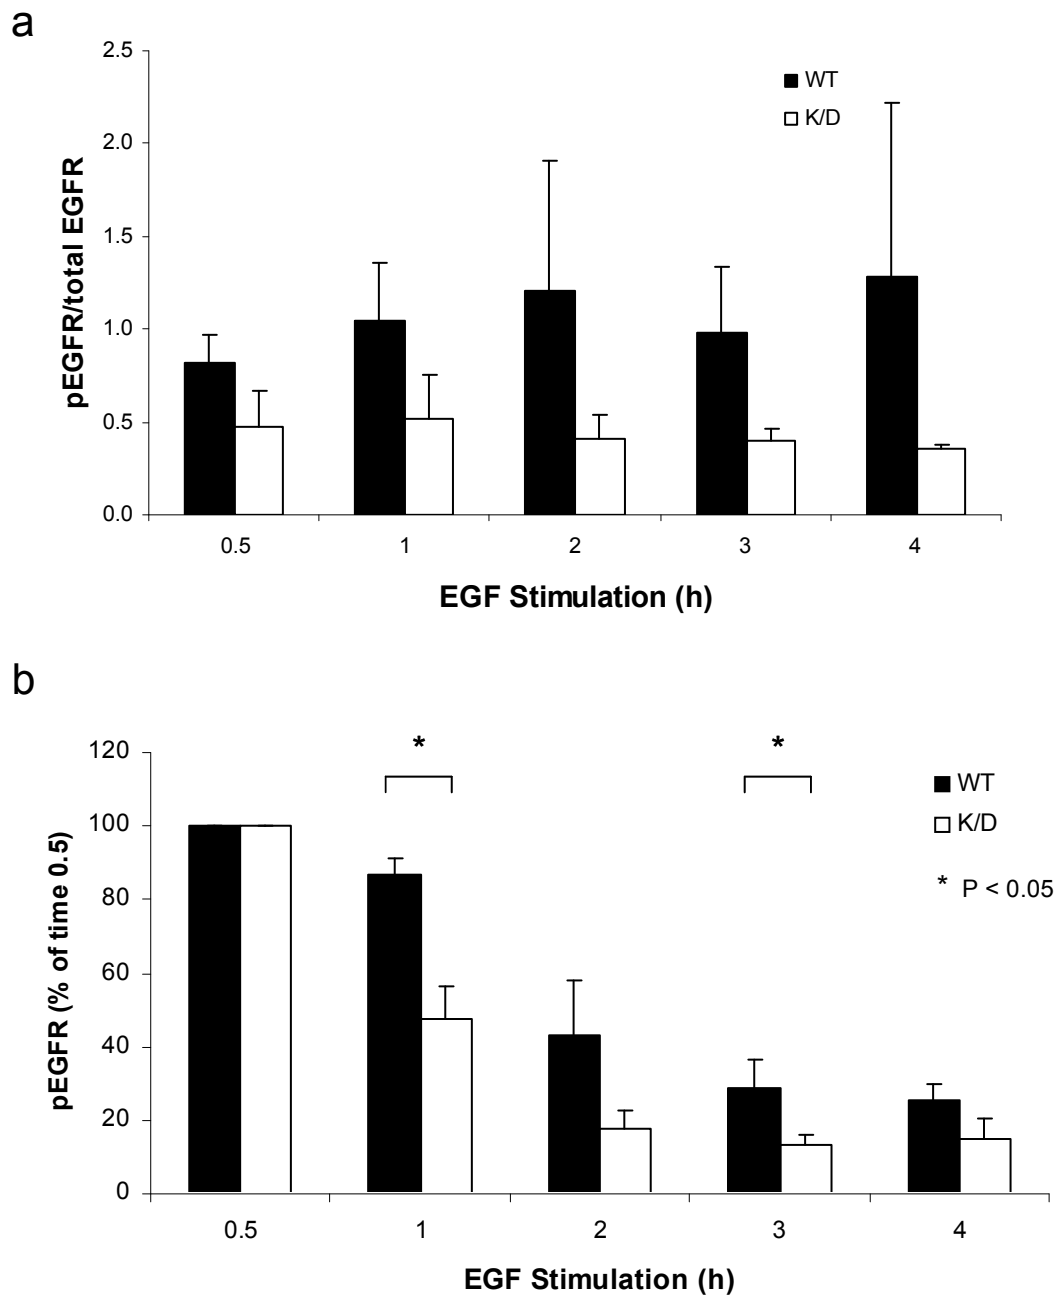 a
2.5
2.0
1.5
1.0
0.5
0.0
pEGFR/total EGFR
WT
K/D
0.5 1 2 3 4
EGF Stimulation (h)
b
120
100
80
60
40
20
0
pEGFR (% of time 0.5)
* *
WT
K/D
* P < 0.05
0.5 1 2 3 4
EGF Stimulation (h)